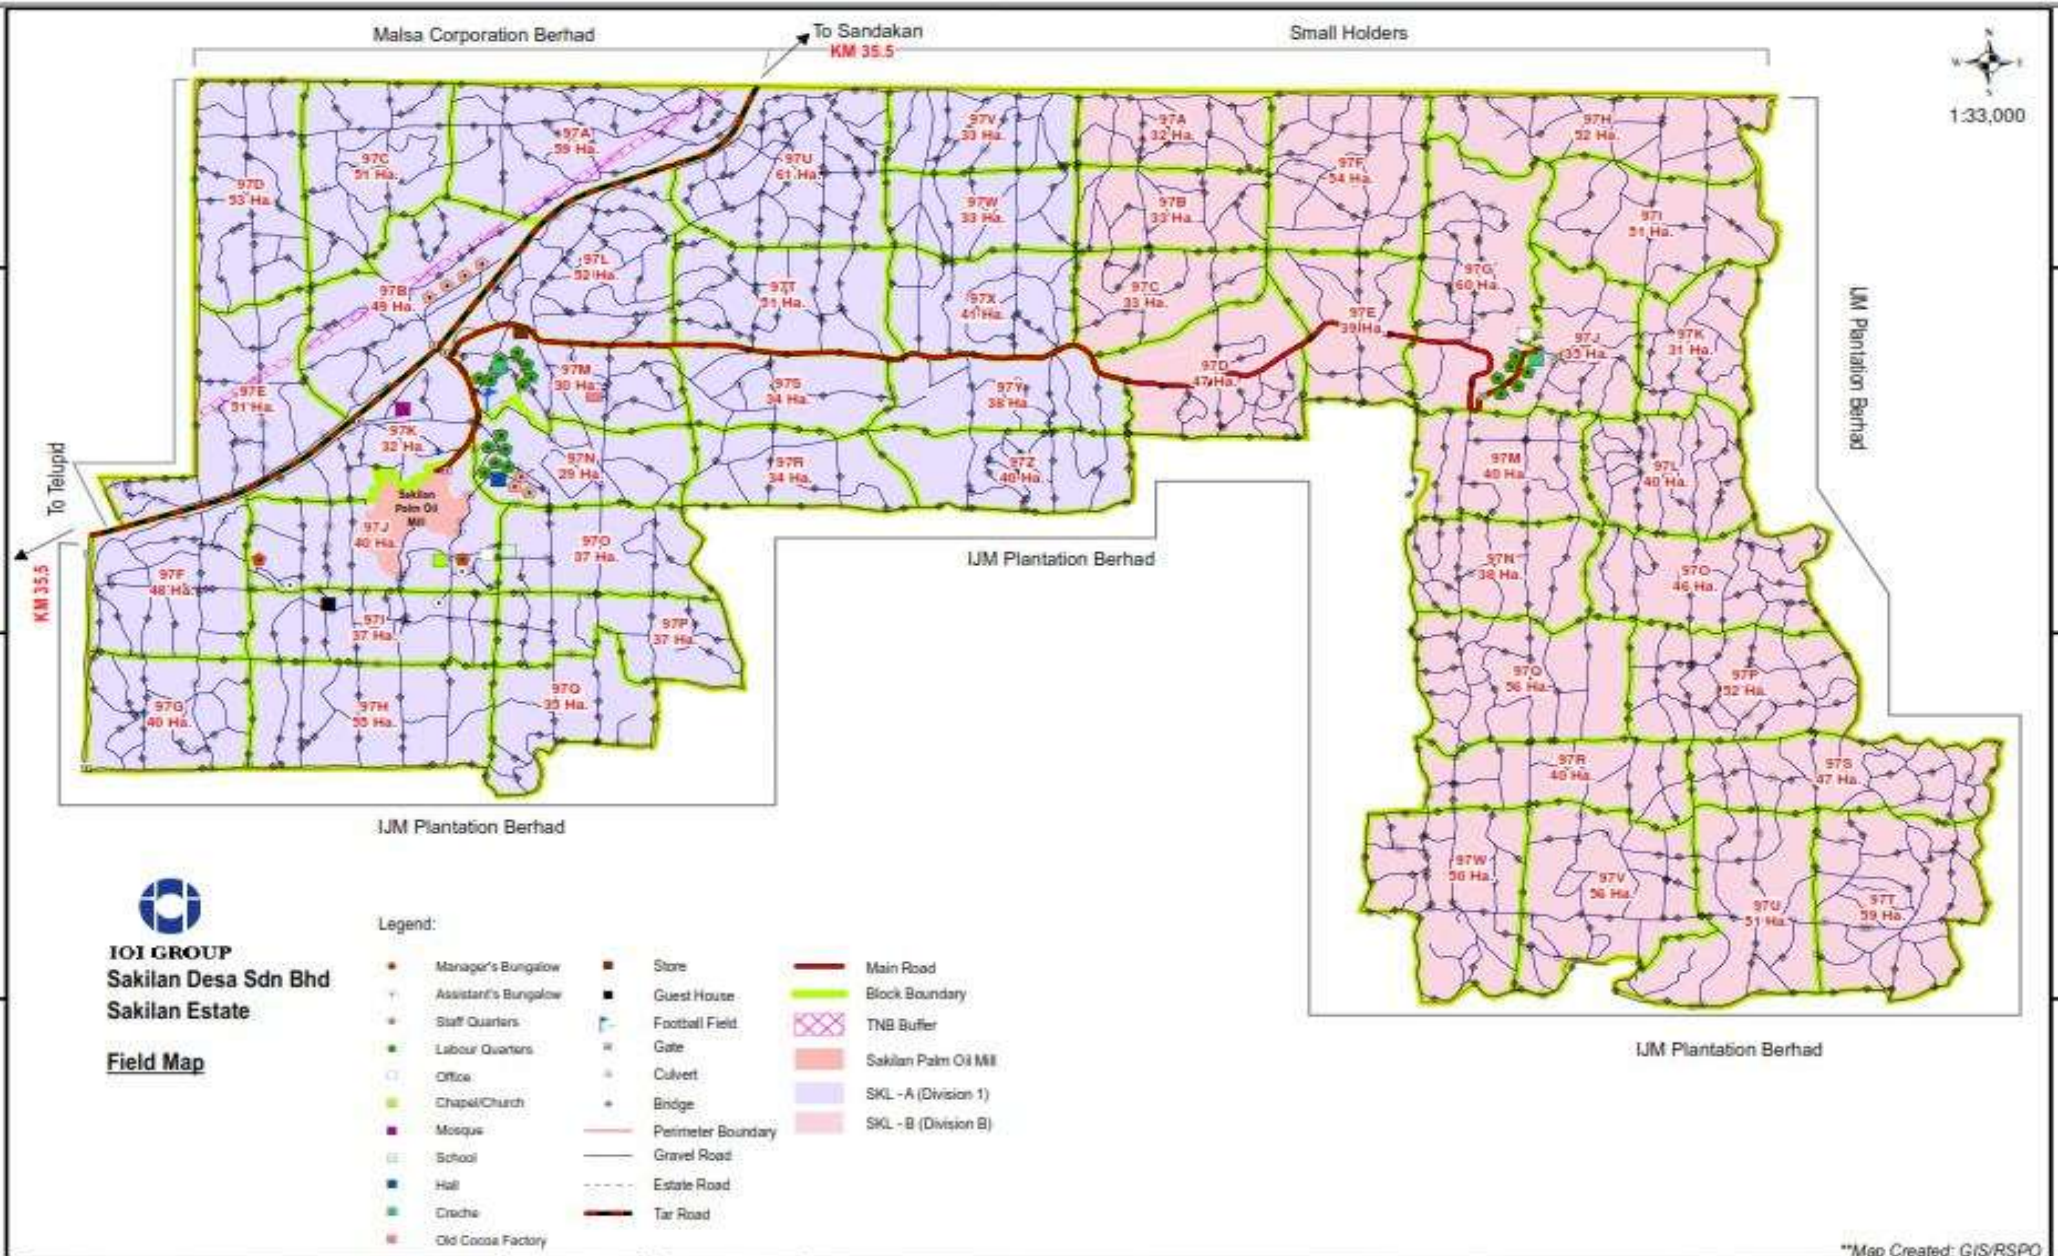 Malsa Corporation Berhad
To Sandakan
KM 35.5
Small Holders
N
W
E
S
1:33,000
97A
59 Ha.
97C
51 Ha.
97D
53 Ha.
97U
61 Ha.
97V
33 Ha.
97A
32 Ha.
97F
54 Ha.
97H
52 Ha.
97W
33 Ha.
97B
33 Ha.
97I
51 Ha.
97B
49 Ha.
97L
52 Ha.
97T
51 Ha.
97X
41 Ha.
97C
33 Ha.
97E
39 Ha.
97G
60 Ha.
97J
35 Ha.
97K
31 Ha.
IJM Plantation Berhad
97E
51 Ha.
97M
30 Ha.
97S
34 Ha.
97Y
38 Ha.
97D
47 Ha.
97K
32 Ha.
97N
29 Ha.
97R
34 Ha.
97Z
40 Ha.
97M
40 Ha.
97L
40 Ha.
To Telupid
KM 35.5
Sakilan
Palm Oil
Mill
97J
40 Ha.
97O
37 Ha.
97F
48 Ha.
IJM Plantation Berhad
97N
38 Ha.
97O
46 Ha.
97I
37 Ha.
97P
37 Ha.
97Q
56 Ha.
97P
52 Ha.
97G
40 Ha.
97H
55 Ha.
97Q
35 Ha.
97R
40 Ha.
97S
47 Ha.
IJM Plantation Berhad
97W
50 Ha.
97V
56 Ha.
97U
51 Ha.
97T
59 Ha.
IJM Plantation Berhad
IOI GROUP
Sakilan Desa Sdn Bhd
Sakilan Estate
Field Map
Legend:
Manager's Bungalow
Assistant's Bungalow
Staff Quarters
Labour Quarters
Office
Chapel/Church
Mosque
School
Hall
Creche
Old Cocoa Factory
Store
Guest House
Football Field
Gate
Culvert
Bridge
Perimeter Boundary
Gravel Road
Estate Road
Tar Road
Main Road
Block Boundary
TNB Buffer
Sakilan Palm Oil Mill
SKL - A (Division 1)
SKL - B (Division B)
**Map Created: GIS/RSPO